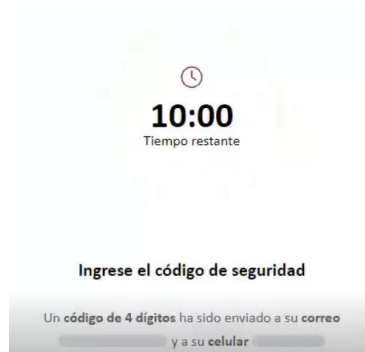 10:00
Tiempo restante
Ingrese el código de seguridad
Un código de 4 dígitos ha sido enviado a su correo
y a su celular